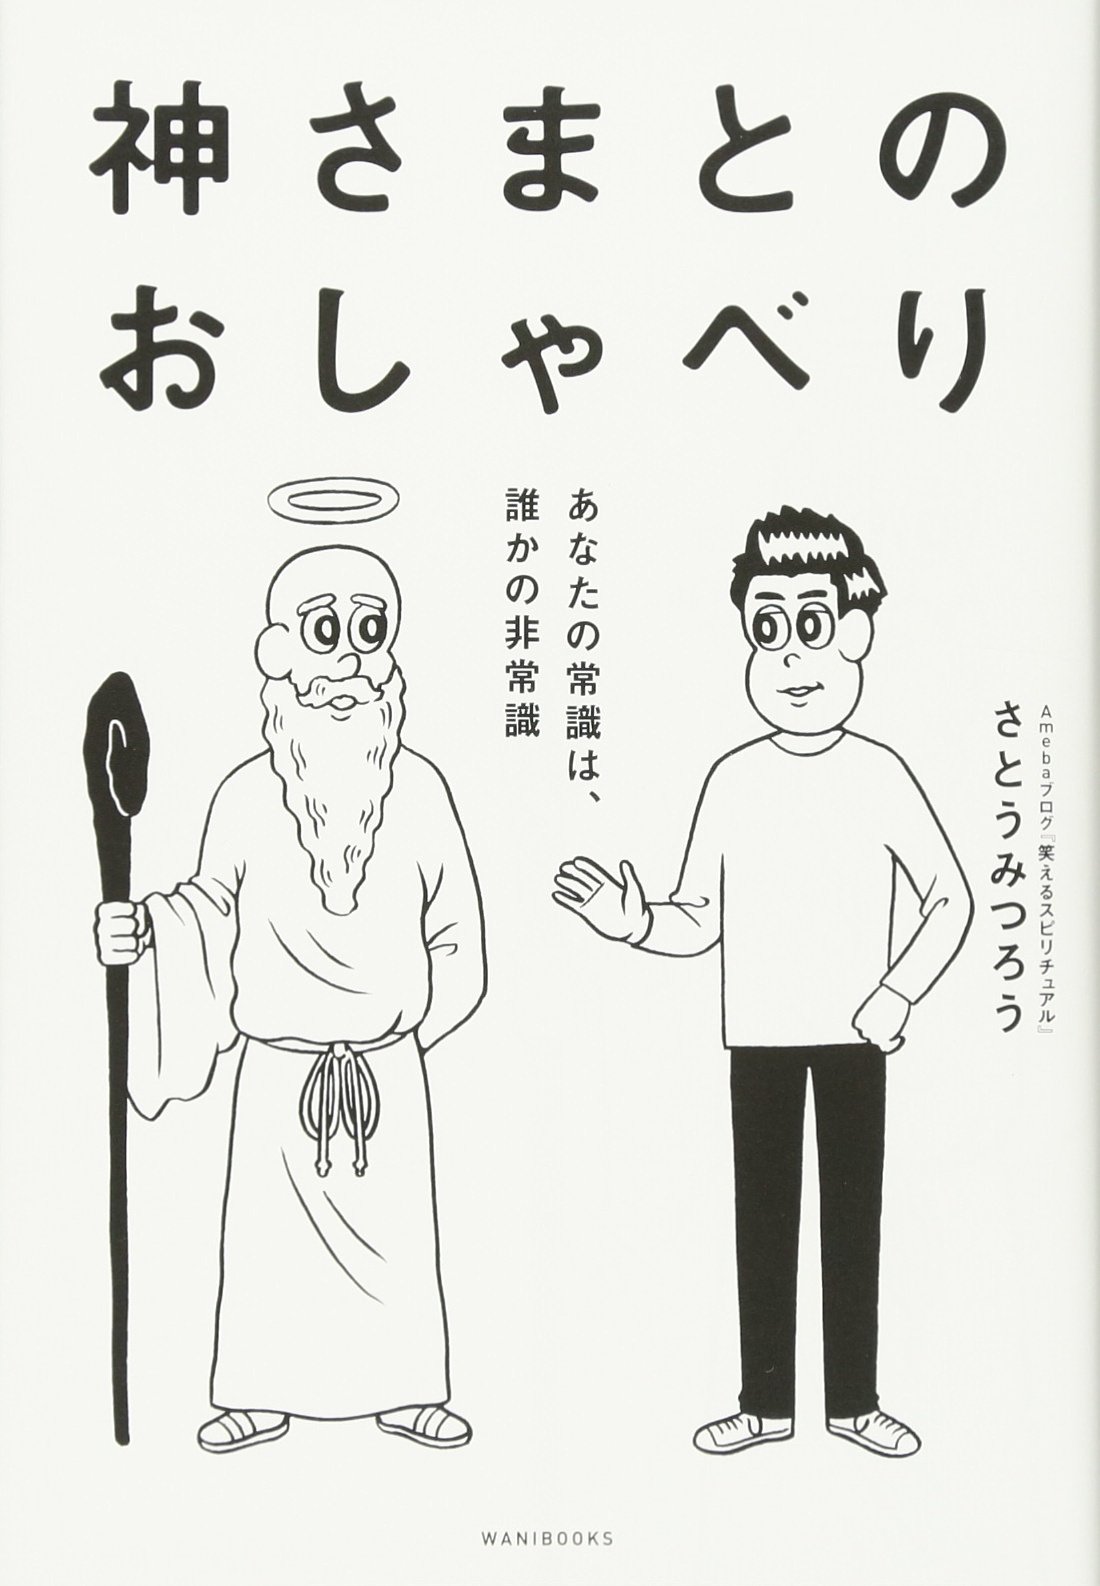 神さまとの
おしゃべり
あなたの常識は、
誰かの非常識
Amebaブログ『笑えるスピリチュアル』
さとうみつろう
WANIBOOKS